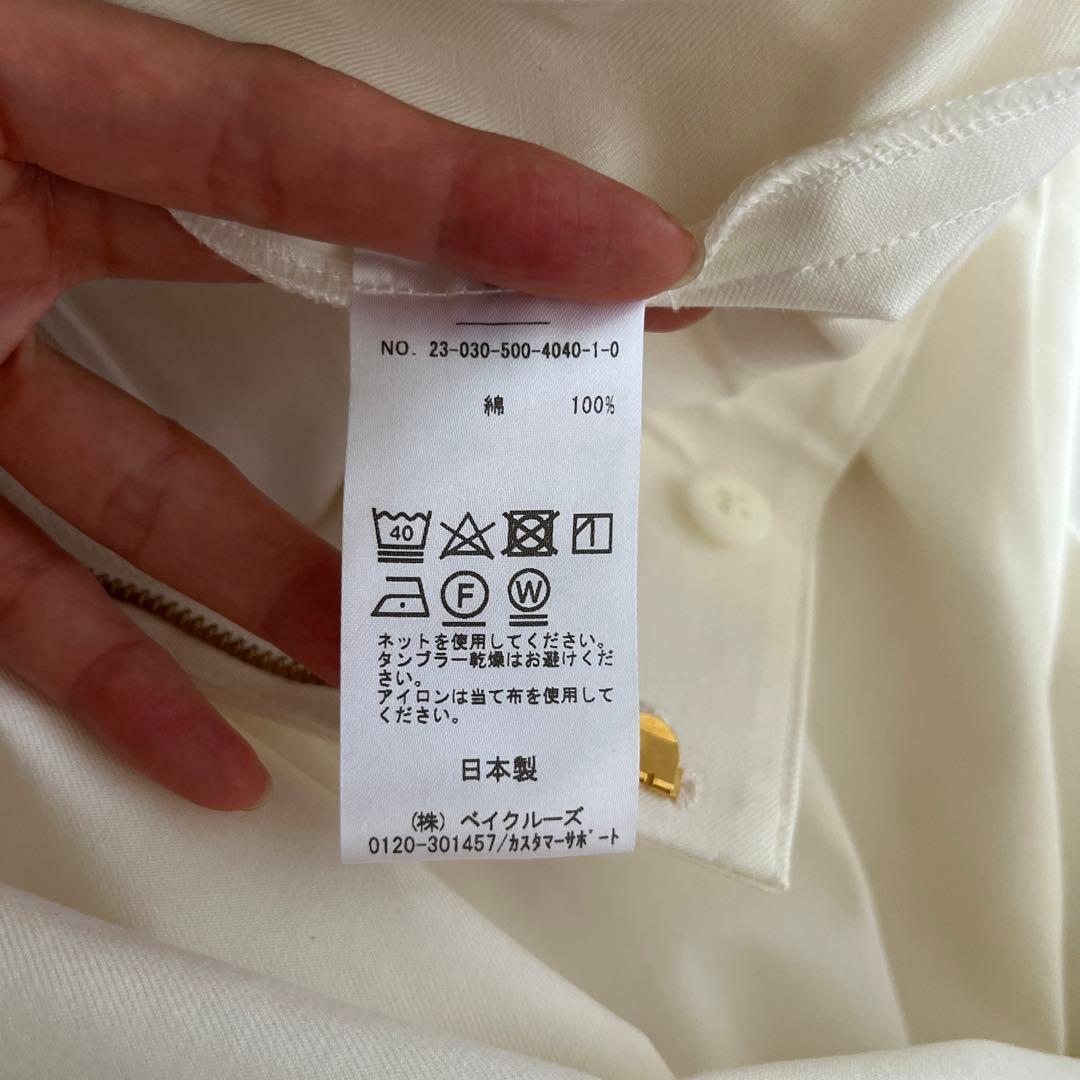 NO. 23-030-500-4040-1-0
綿 100%
40
F W
ネットを使用してください。
タンブラー乾燥はお避けくだ
さい。
アイロンは当て布を使用して
ください。
日本製
(株) ベイクルーズ
0120-301457/ｶｽﾀﾏｰｻﾎﾟｰﾄ